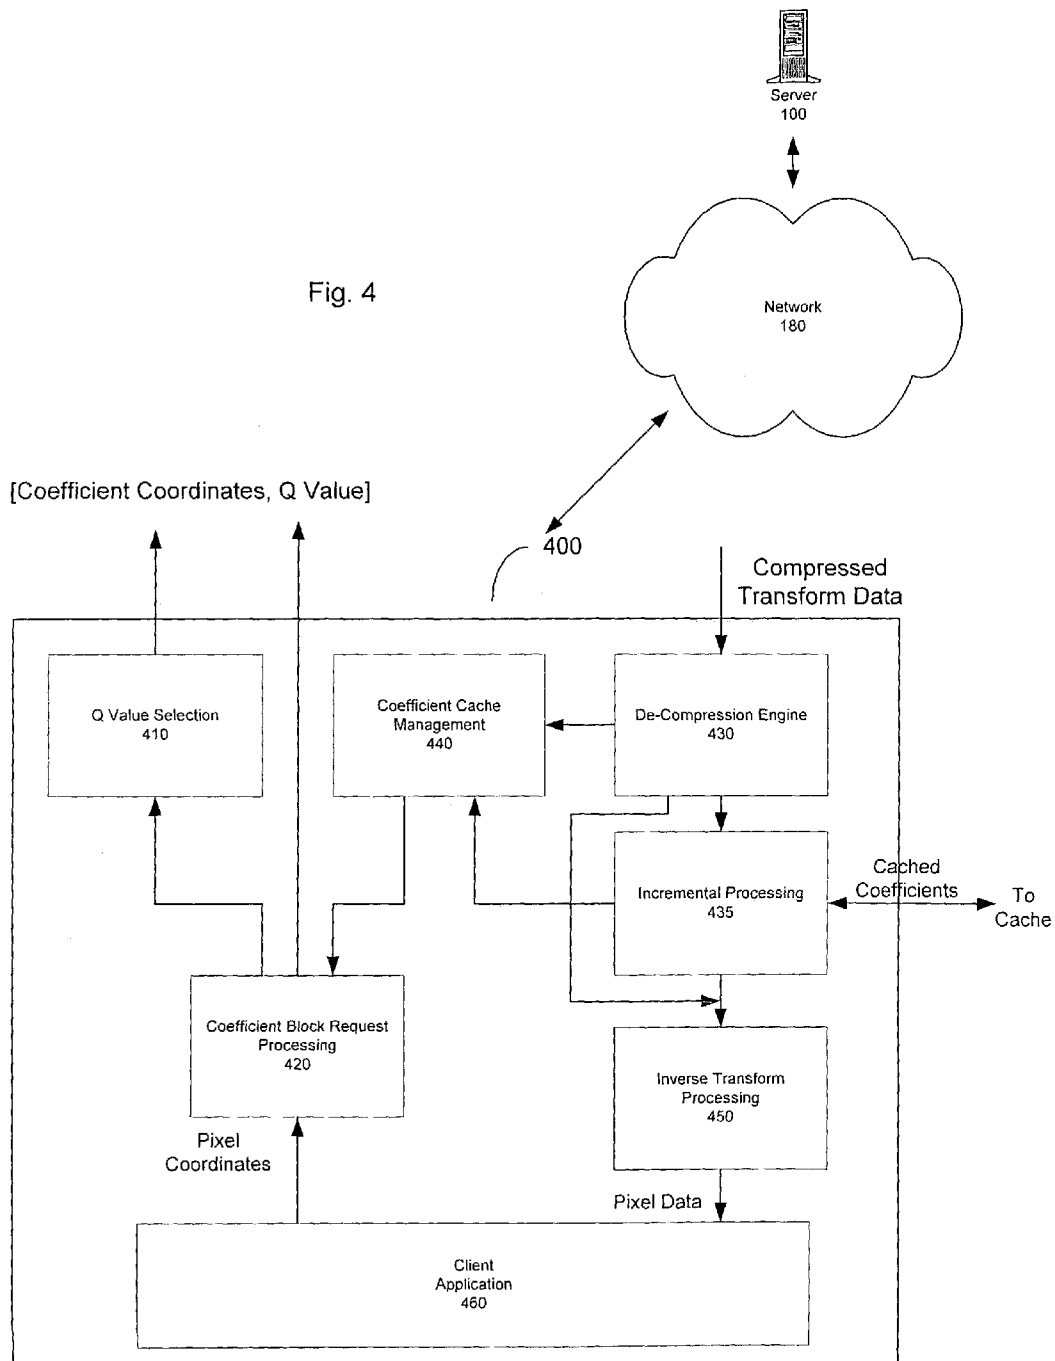 Server
100
Fig. 4
Network
180
[Coefficient Coordinates, Q Value]
400
Compressed
Transform Data
Q Value Selection
410
Coefficient Cache
Management
440
De-Compression Engine
430
Incremental Processing
435
Cached
Coefficients
To
Cache
Coefficient Block Request
Processing
420
Inverse Transform
Processing
450
Pixel
Coordinates
Pixel Data
Client
Application
460